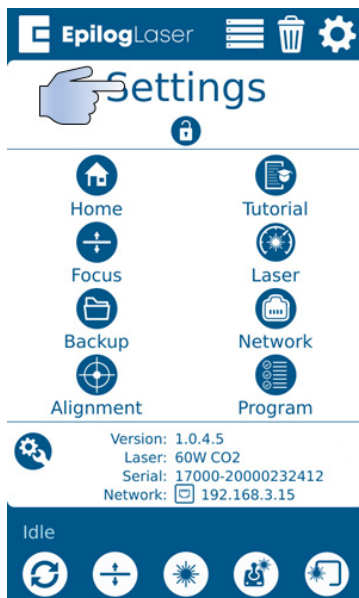 EpilogLaser
Settings
Home Tutorial
Focus Laser
Backup Network
Alignment Program
Version: 1.0.4.5
Laser: 60W CO2
Serial: 17000-20000232412
Network: 192.168.3.15
Idle